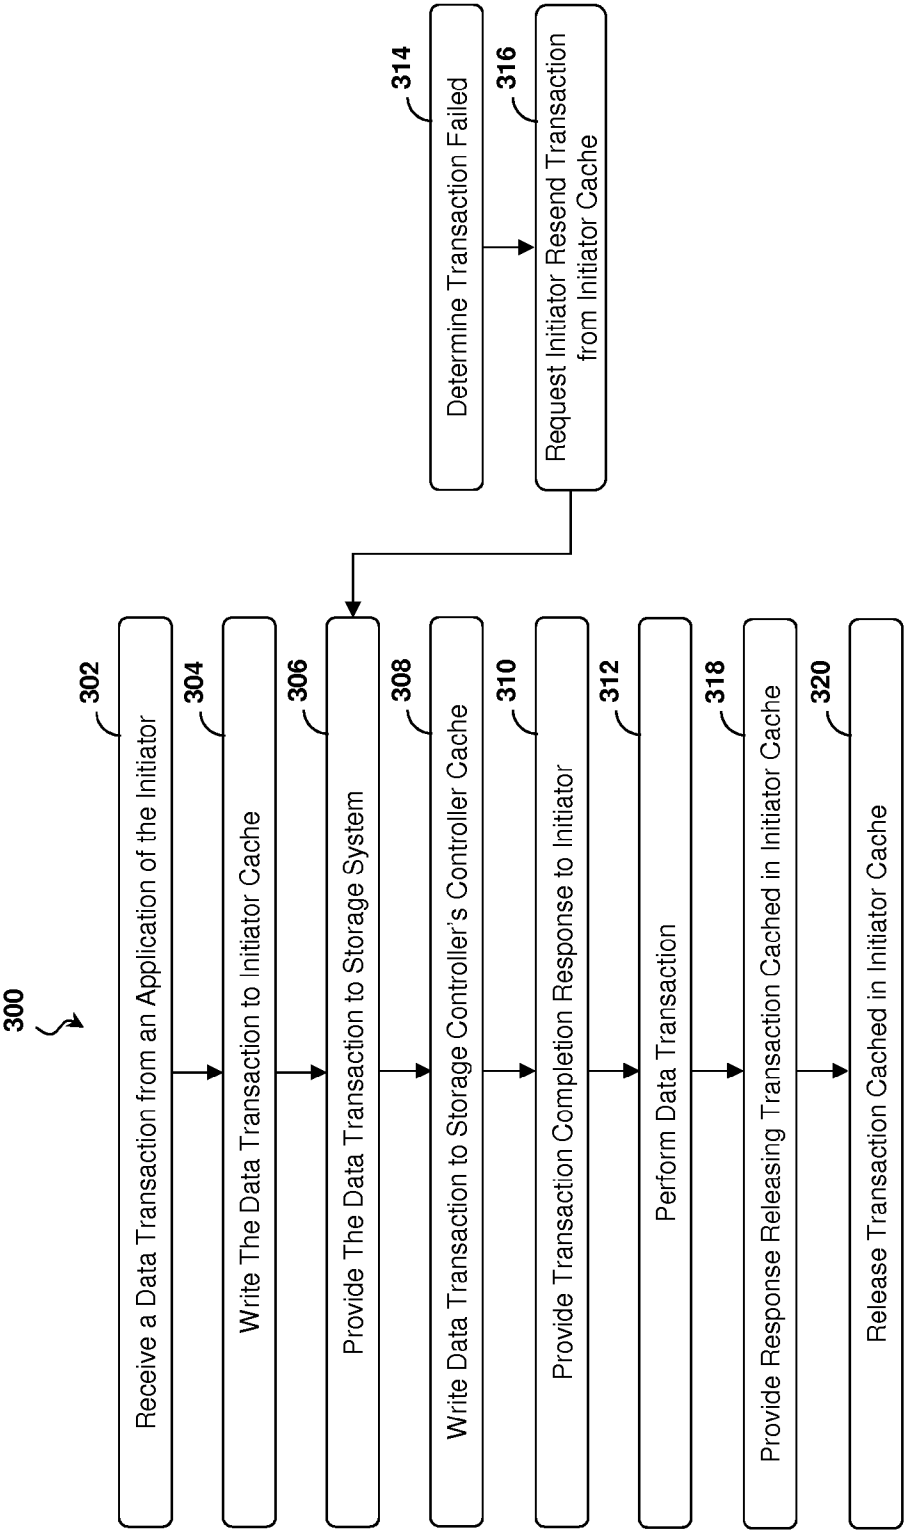 300
302
Receive a Data Transaction from an Application of the Initiator
304
Write The Data Transaction to Initiator Cache
306
Provide The Data Transaction to Storage System
308
Write Data Transaction to Storage Controller's Controller Cache
310
Provide Transaction Completion Response to Initiator
312
Perform Data Transaction
314
Determine Transaction Failed
316
Request Initiator Resend Transaction
from Initiator Cache
318
Provide Response Releasing Transaction Cached in Initiator Cache
320
Release Transaction Cached in Initiator Cache